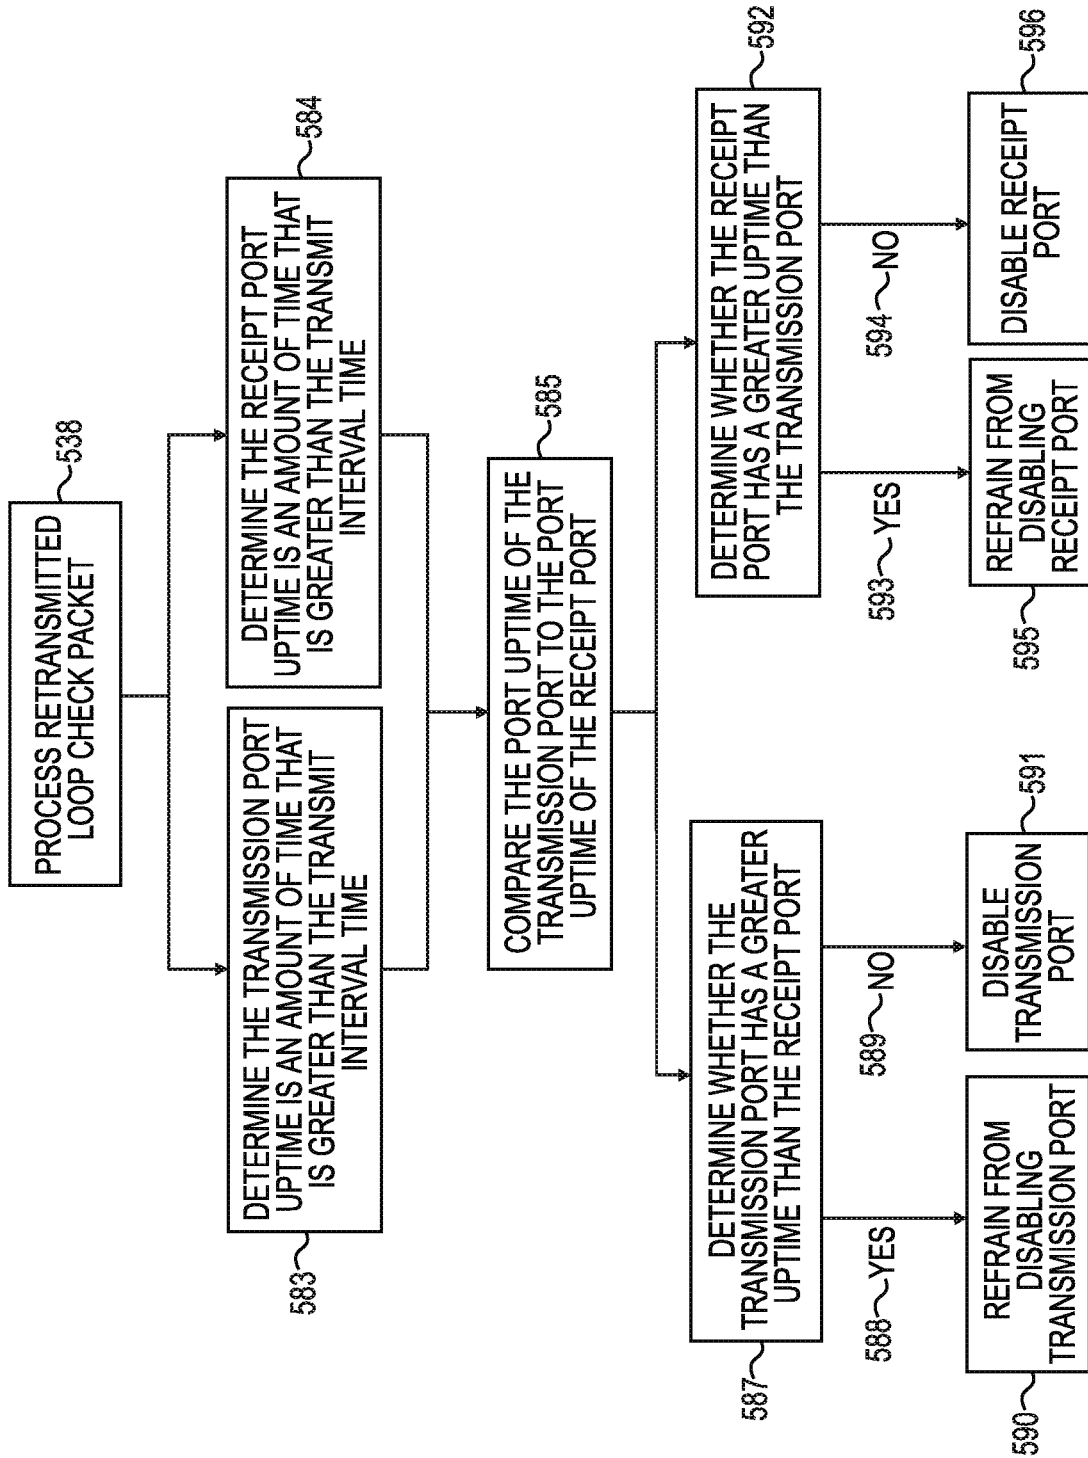 PROCESS RETRANSMITTED
LOOP CHECK PACKET
538
DETERMINE THE TRANSMISSION PORT
UPTIME IS AN AMOUNT OF TIME THAT
IS GREATER THAN THE TRANSMIT
INTERVAL TIME
583
DETERMINE THE RECEIPT PORT
UPTIME IS AN AMOUNT OF TIME THAT
IS GREATER THAN THE TRANSMIT
INTERVAL TIME
584
COMPARE THE PORT UPTIME OF THE
TRANSMISSION PORT TO THE PORT
UPTIME OF THE RECEIPT PORT
585
DETERMINE WHETHER THE
TRANSMISSION PORT HAS A GREATER
UPTIME THAN THE RECEIPT PORT
587
DETERMINE WHETHER THE RECEIPT
PORT HAS A GREATER UPTIME THAN
THE TRANSMISSION PORT
592
588 YES
589 NO
593 YES
594 NO
REFRAIN FROM
DISABLING
TRANSMISSION PORT
590
DISABLE
TRANSMISSION
PORT
591
REFRAIN FROM
DISABLING
RECEIPT PORT
595
DISABLE RECEIPT
PORT
596